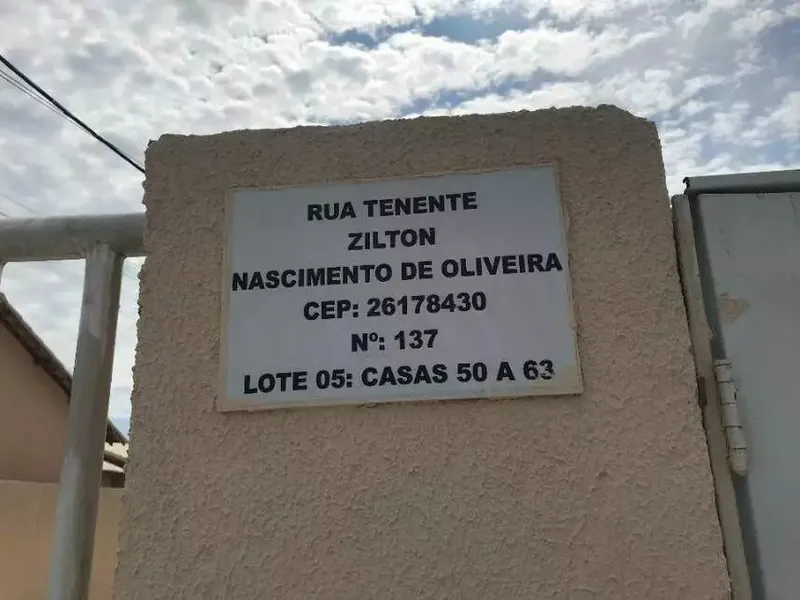 RUA TENENTE
ZILTON
NASCIMENTO DE OLIVEIRA
CEP: 26178430
Nº: 137
LOTE 05: CASAS 50 A 63